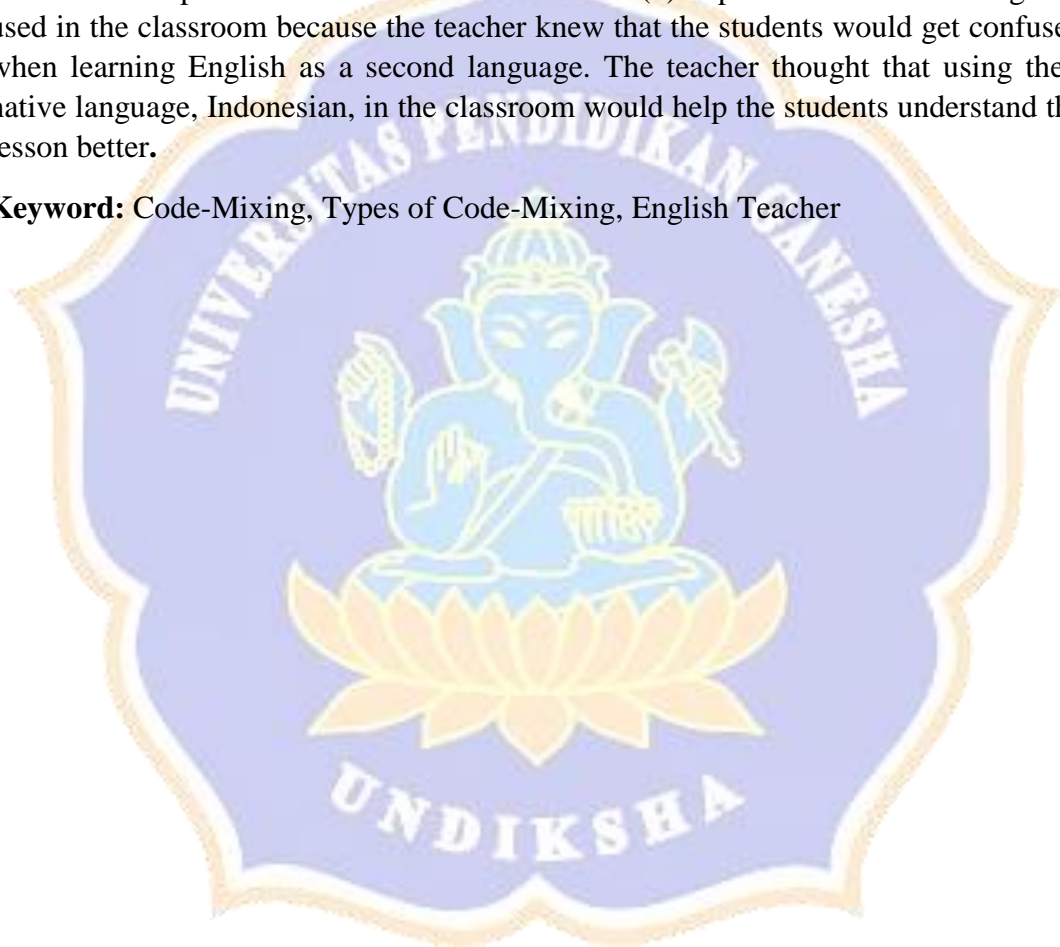 used in the classroom because the teacher knew that the students would get confuse
when learning English as a second language. The teacher thought that using the
native language, Indonesian, in the classroom would help the students understand
lesson better.
Keyword: Code-Mixing, Types of Code-Mixing, English Teacher
UNIVERSITAS PENDIDIKAN GANESHA
UNDIKSHA